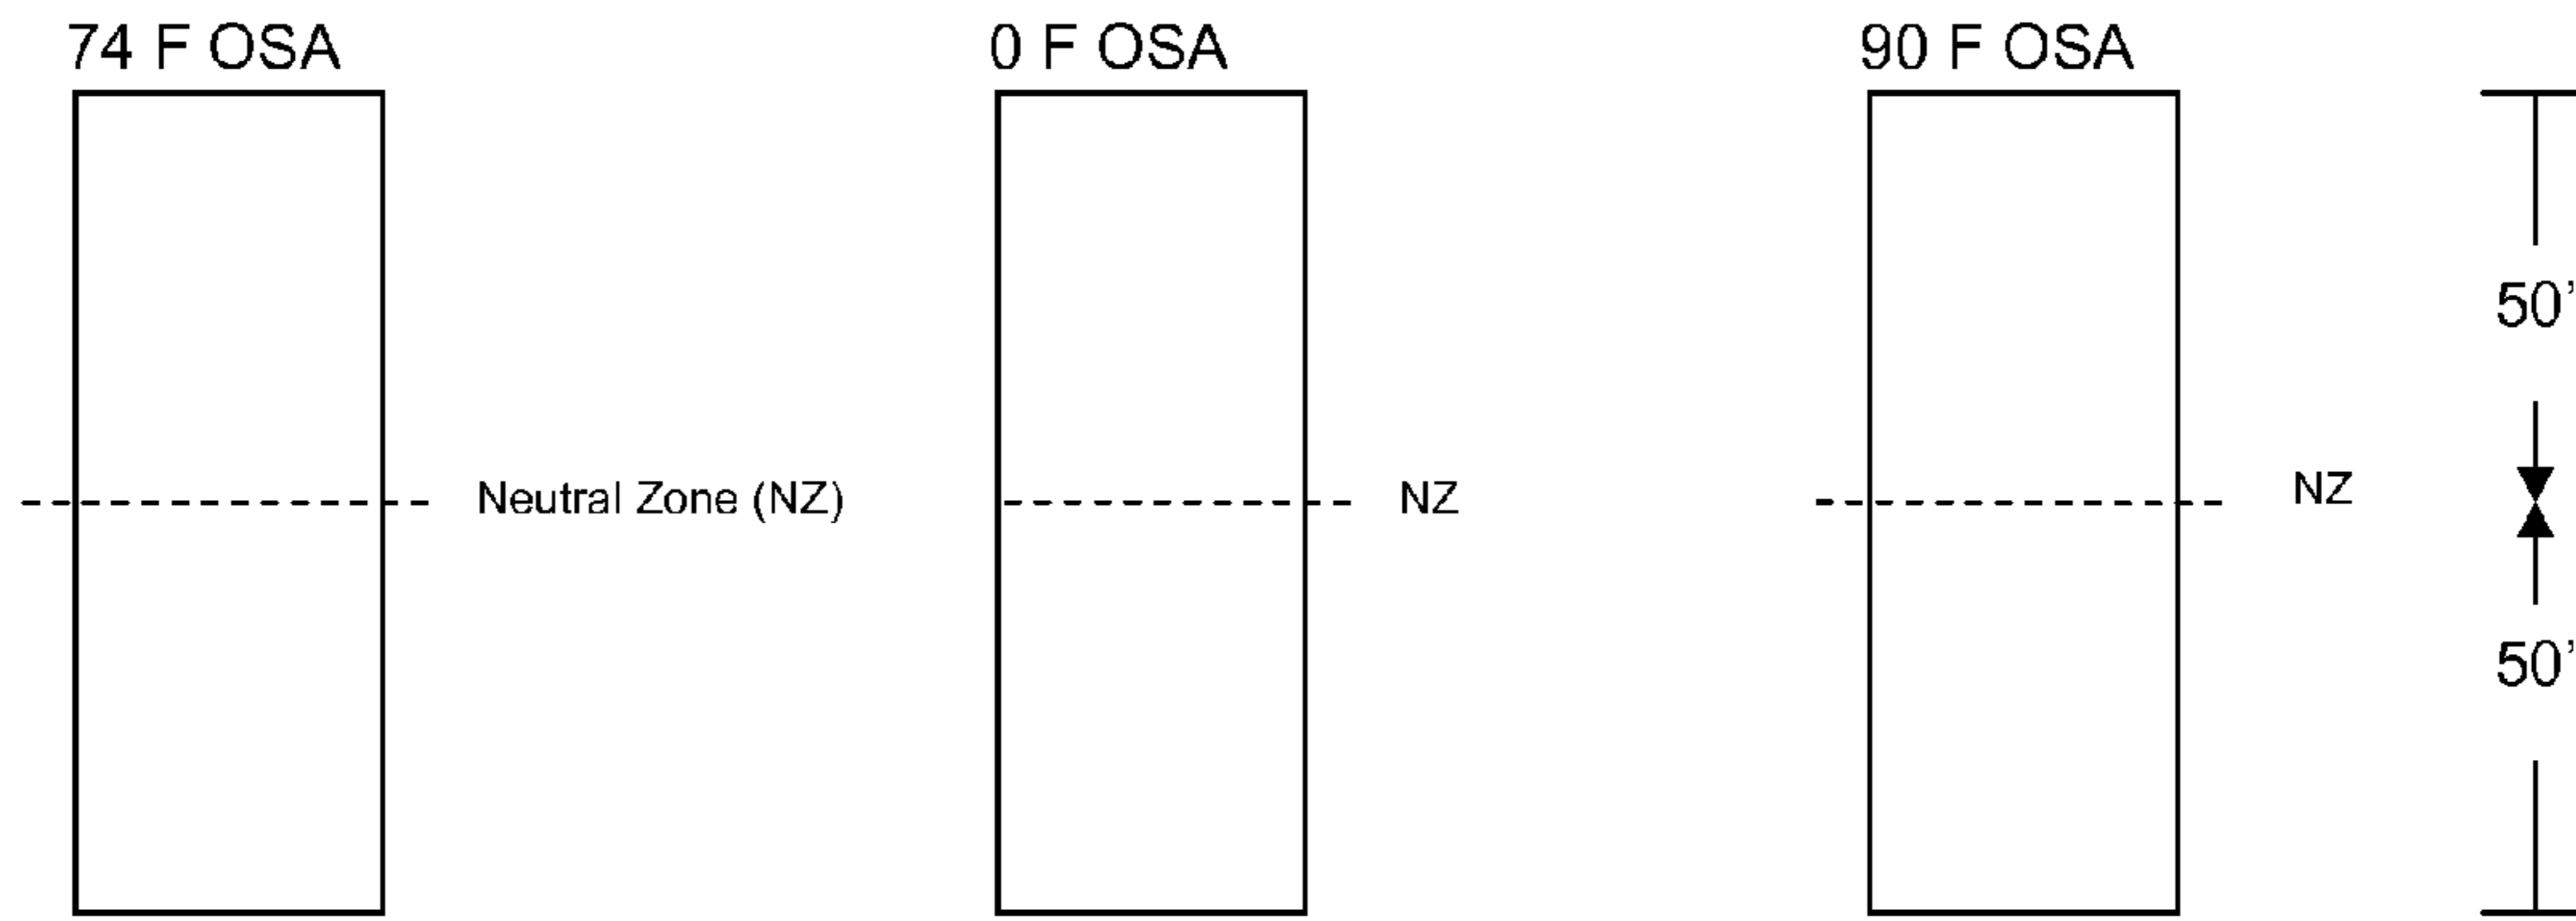 74 F OSA
0 F OSA
90 F OSA
50’
Neutral Zone (NZ)
NZ
NZ
50’